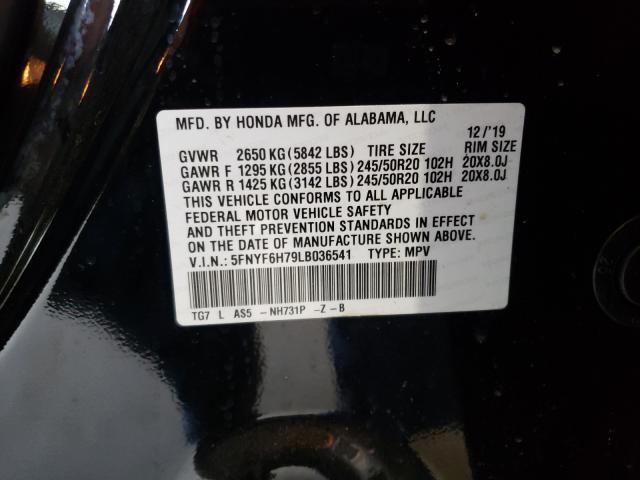 MFD. BY HONDA MFG. OF ALABAMA, LLC
12/'19
GVWR 2650 KG (5842 LBS) TIRE SIZE RIM SIZE
GAWR F 1295 KG (2855 LBS) 245/50R20 102H 20X8.0J
GAWR R 1425 KG (3142 LBS) 245/50R20 102H 20X8.0J
THIS VEHICLE CONFORMS TO ALL APPLICABLE
FEDERAL MOTOR VEHICLE SAFETY
AND THEFT PREVENTION STANDARDS IN EFFECT
ON THE DATE OF MANUFACTURE SHOWN ABOVE.
V.I.N.: 5FNYF6H79LB036541 TYPE: MPV
TG7 L AS5 -NH731P -Z -B